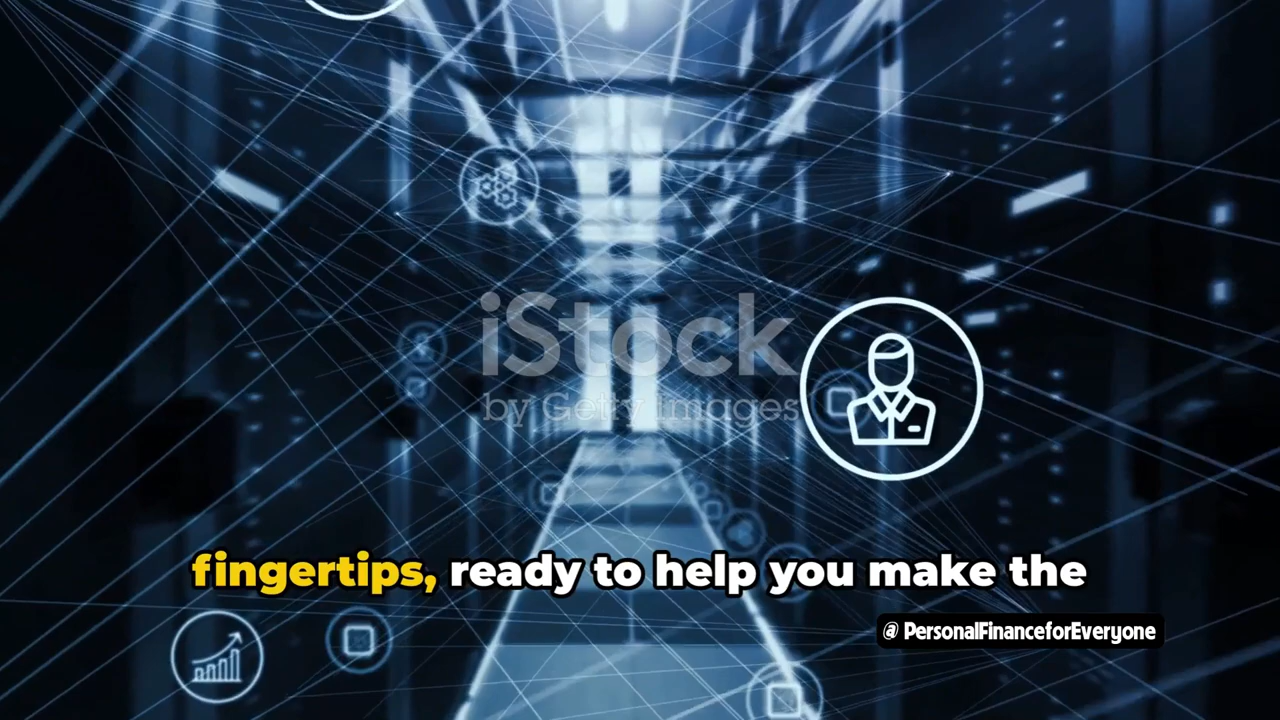 iStock
by Getty Images
fingertips, ready to help you make the
@ PersonalFinanceforEveryone